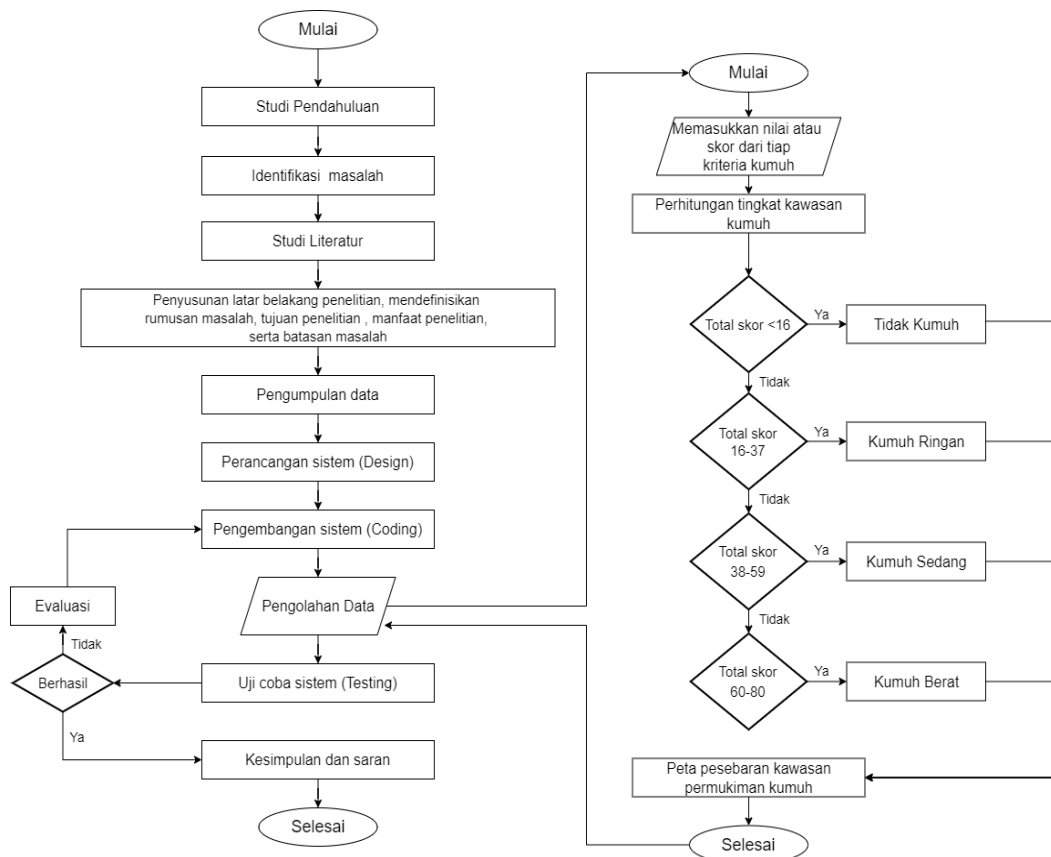 Mulai
Studi Pendahuluan
Identifikasi masalah
Studi Literatur
Penyusunan latar belakang penelitian, mendefinisikan
rumusan masalah, tujuan penelitian , manfaat penelitian,
serta batasan masalah
Pengumpulan data
Perancangan sistem (Design)
Pengembangan sistem (Coding)
Pengolahan Data
Uji coba sistem (Testing)
Berhasil
Tidak
Evaluasi
Ya
Kesimpulan dan saran
Selesai
Mulai
Memasukkan nilai atau
skor dari tiap
kriteria kumuh
Perhitungan tingkat kawasan
kumuh
Total skor <16
Ya
Tidak Kumuh
Tidak
Total skor
16-37
Ya
Kumuh Ringan
Tidak
Total skor
38-59
Ya
Kumuh Sedang
Tidak
Total skor
60-80
Ya
Kumuh Berat
Peta pesebaran kawasan
permukiman kumuh
Selesai